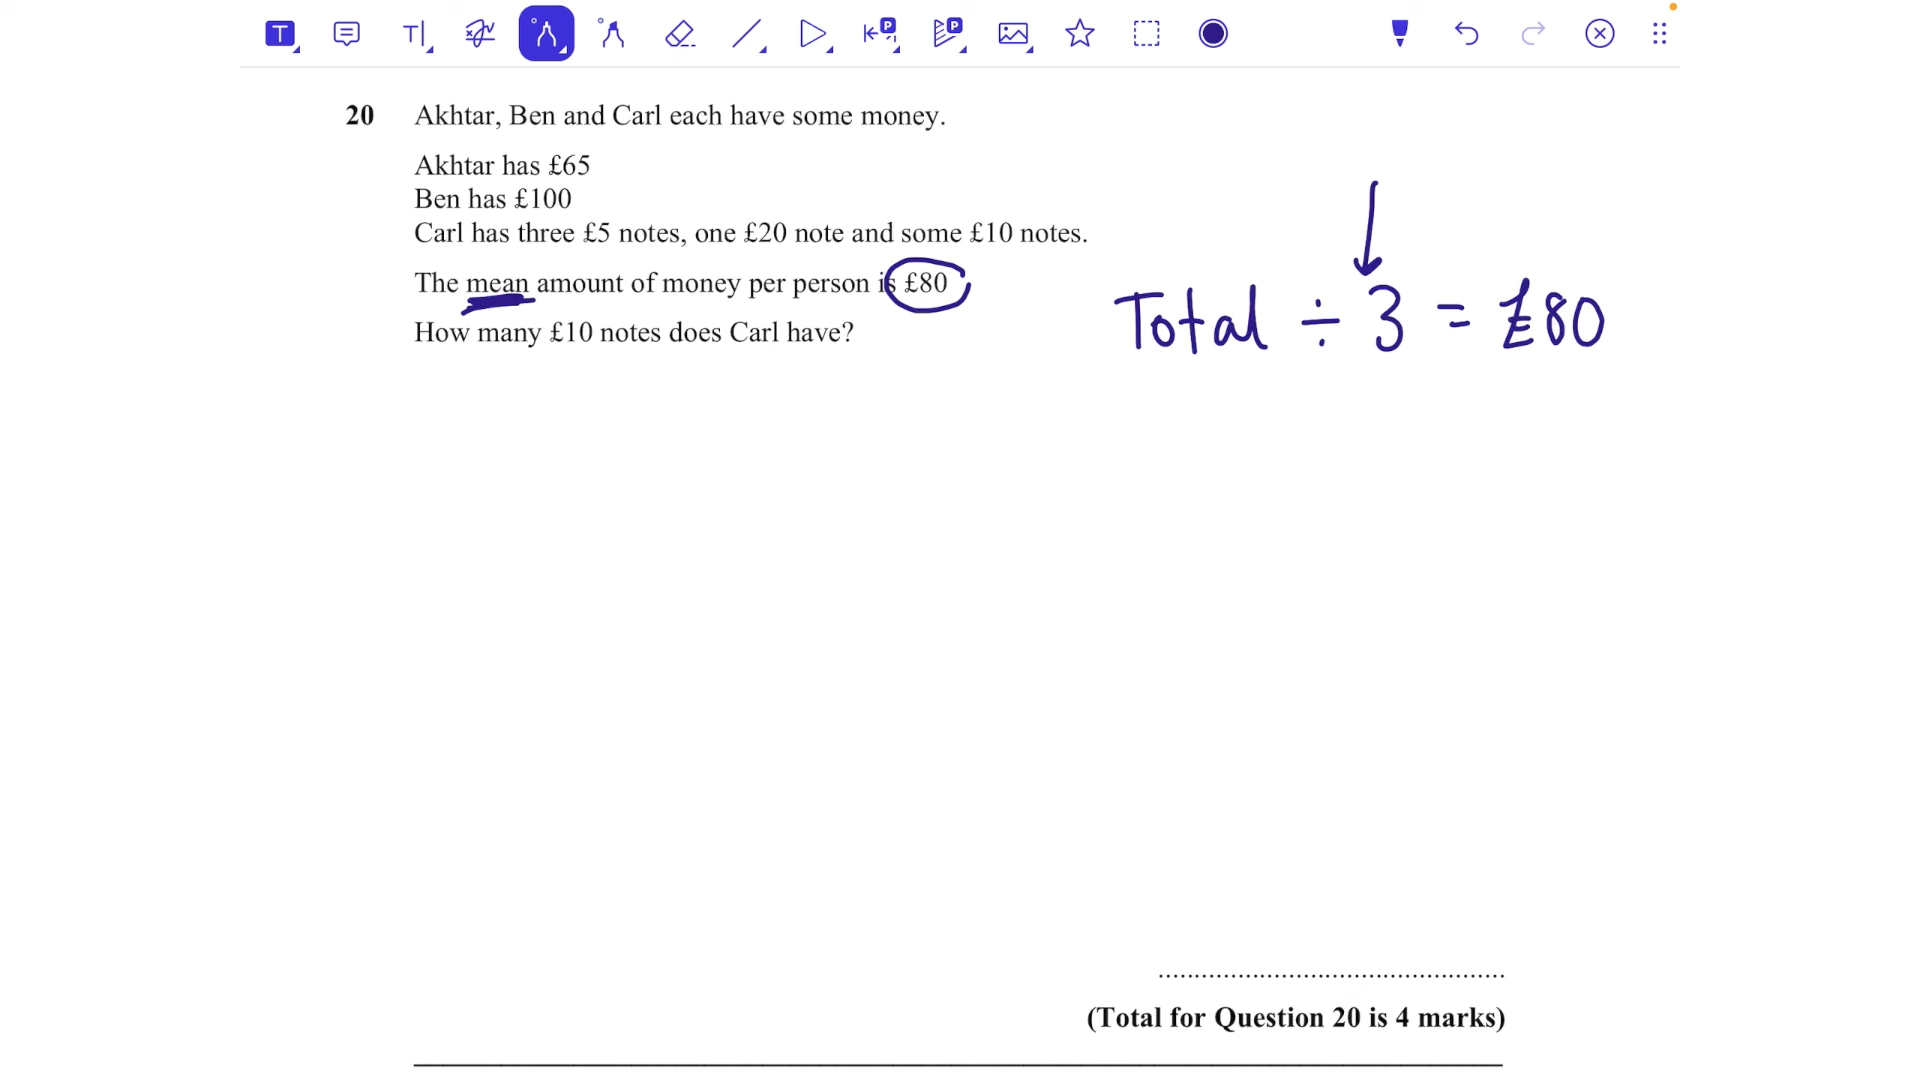 20 Akhtar, Ben and Carl each have some money.
Akhtar has £65
Ben has £100
Carl has three £5 notes, one £20 note and some £10 notes.
The mean amount of money per person is £80
Total ÷ 3 = £80
How many £10 notes does Carl have?
................................................
(Total for Question 20 is 4 marks)